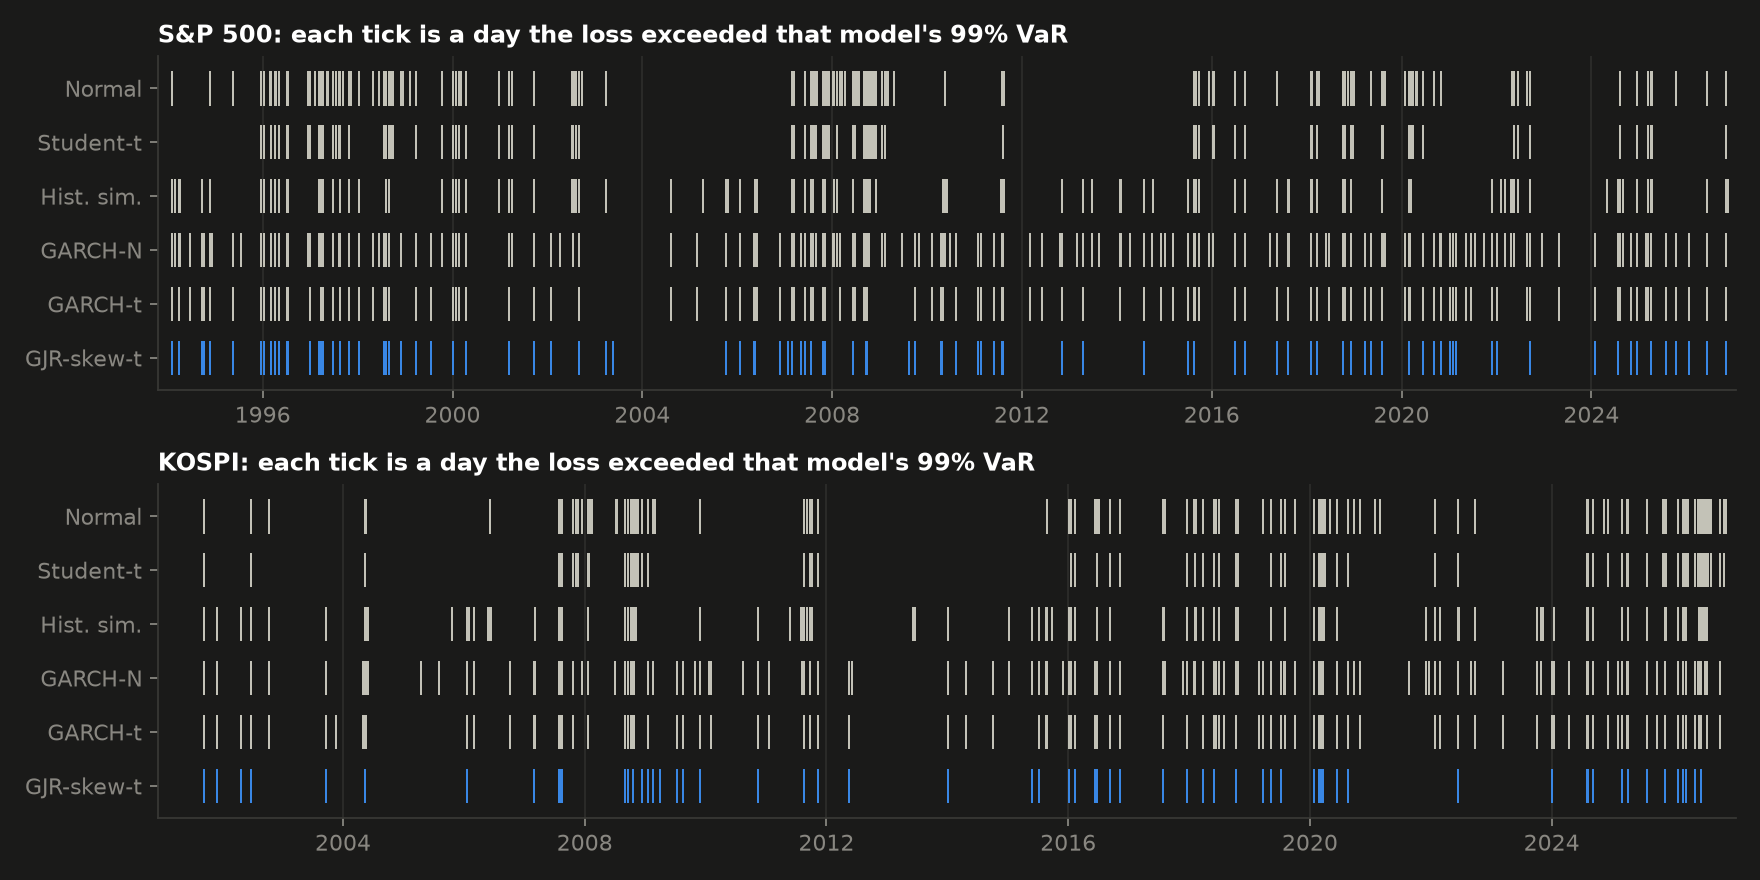 S&P 500: each tick is a day the loss exceeded that model's 99% VaR
Normal
Student-t
Hist. sim.
GARCH-N
GARCH-t
GJR-skew-t
1996 2000 2004 2008 2012 2016 2020 2024
KOSPI: each tick is a day the loss exceeded that model's 99% VaR
Normal
Student-t
Hist. sim.
GARCH-N
GARCH-t
GJR-skew-t
2004 2008 2012 2016 2020 2024